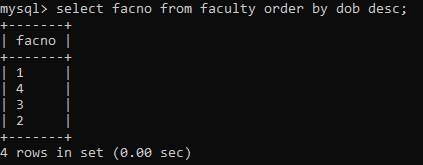 mysql> select facno from faculty order by dob desc;
+-------+
| facno |
+-------+
| 1     |
| 4     |
| 3     |
| 2     |
+-------+
4 rows in set (0.00 sec)